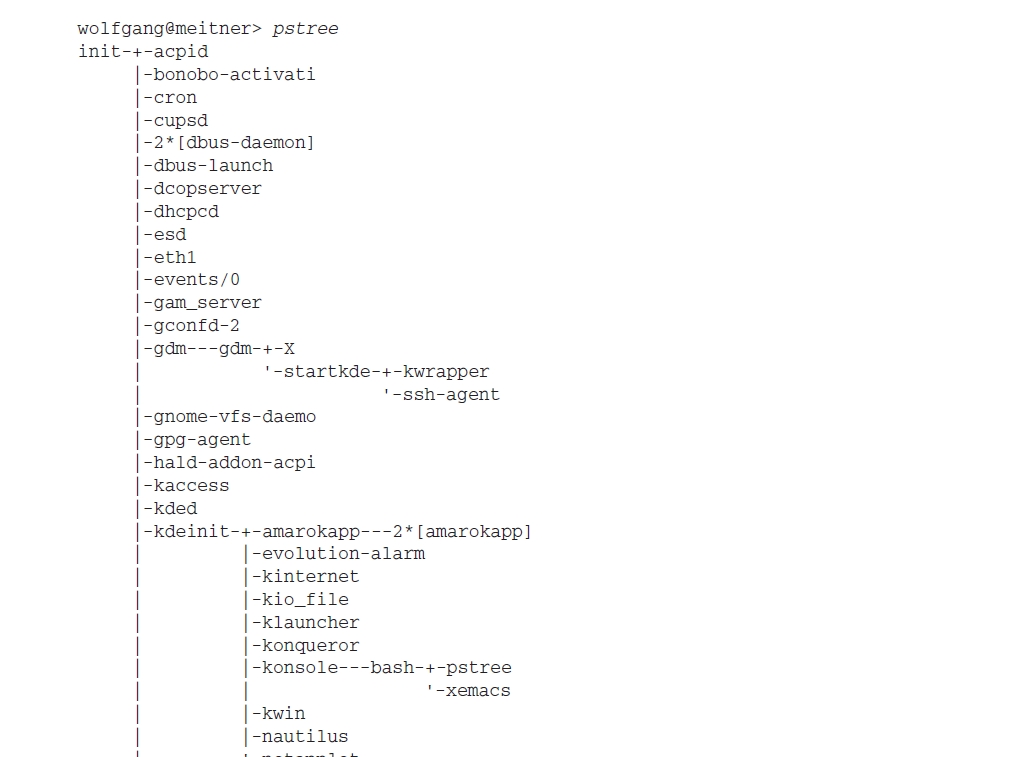 wolfgang@meitner> pstree
init-+-acpid
     |-bonobo-activati
     |-cron
     |-cupsd
     |-2*[dbus-daemon]
     |-dbus-launch
     |-dcopserver
     |-dhcpcd
     |-esd
     |-eth1
     |-events/0
     |-gam_server
     |-gconfd-2
     |-gdm---gdm-+-X
     |           '-startkde-+-kwrapper
     |                      '-ssh-agent
     |-gnome-vfs-daemo
     |-gpg-agent
     |-hald-addon-acpi
     |-kaccess
     |-kded
     |-kdeinit-+-amarokapp---2*[amarokapp]
     |         |-evolution-alarm
     |         |-kinternet
     |         |-kio_file
     |         |-klauncher
     |         |-konqueror
     |         |-konsole---bash-+-pstree
     |         |                '-xemacs
     |         |-kwin
     |         |-nautilus